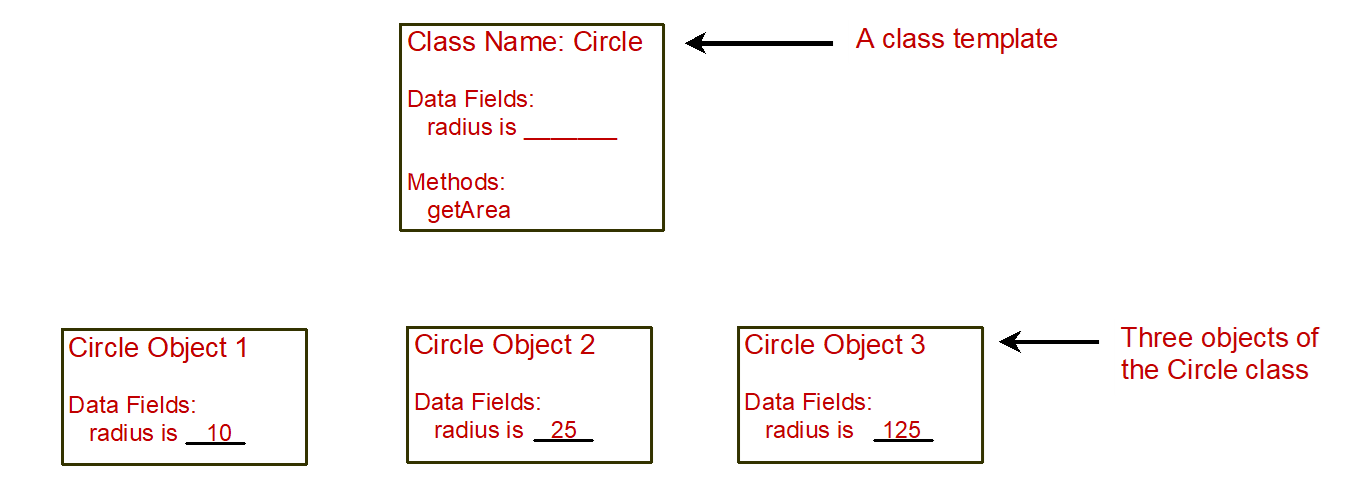 Class Name: Circle
A class template
Data Fields:
radius is _______
Methods:
getArea
Circle Object 1
Data Fields:
radius is 10
Circle Object 2
Data Fields:
radius is 25
Circle Object 3
Data Fields:
radius is 125
Three objects of
the Circle class